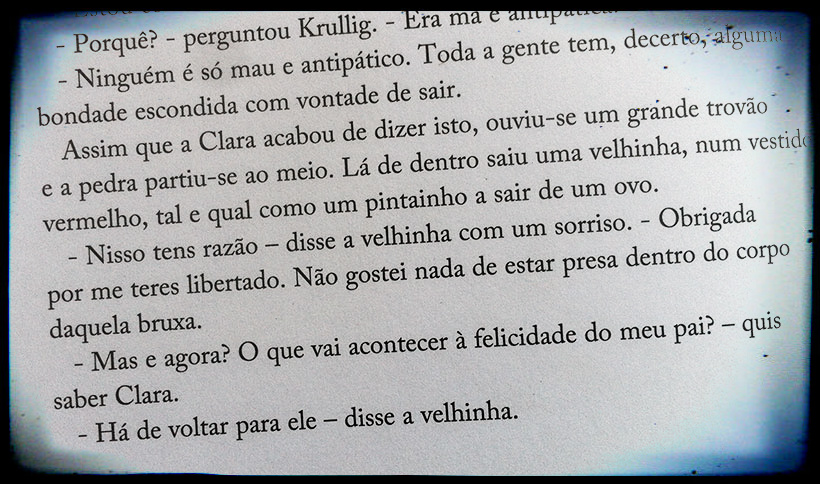 - Porquê? - perguntou Krullig. - Era má e antipática.
- Ninguém é só mau e antipático. Toda a gente tem, decerto, alguma
bondade escondida com vontade de sair.
Assim que a Clara acabou de dizer isto, ouviu-se um grande trovão
e a pedra partiu-se ao meio. Lá de dentro saiu uma velhinha, num vestido
vermelho, tal e qual como um pintainho a sair de um ovo.
- Nisso tens razão – disse a velhinha com um sorriso. - Obrigada
por me teres libertado. Não gostei nada de estar presa dentro do corpo
daquela bruxa.
- Mas e agora? O que vai acontecer à felicidade do meu pai? – quis
saber Clara.
- Há de voltar para ele – disse a velhinha.